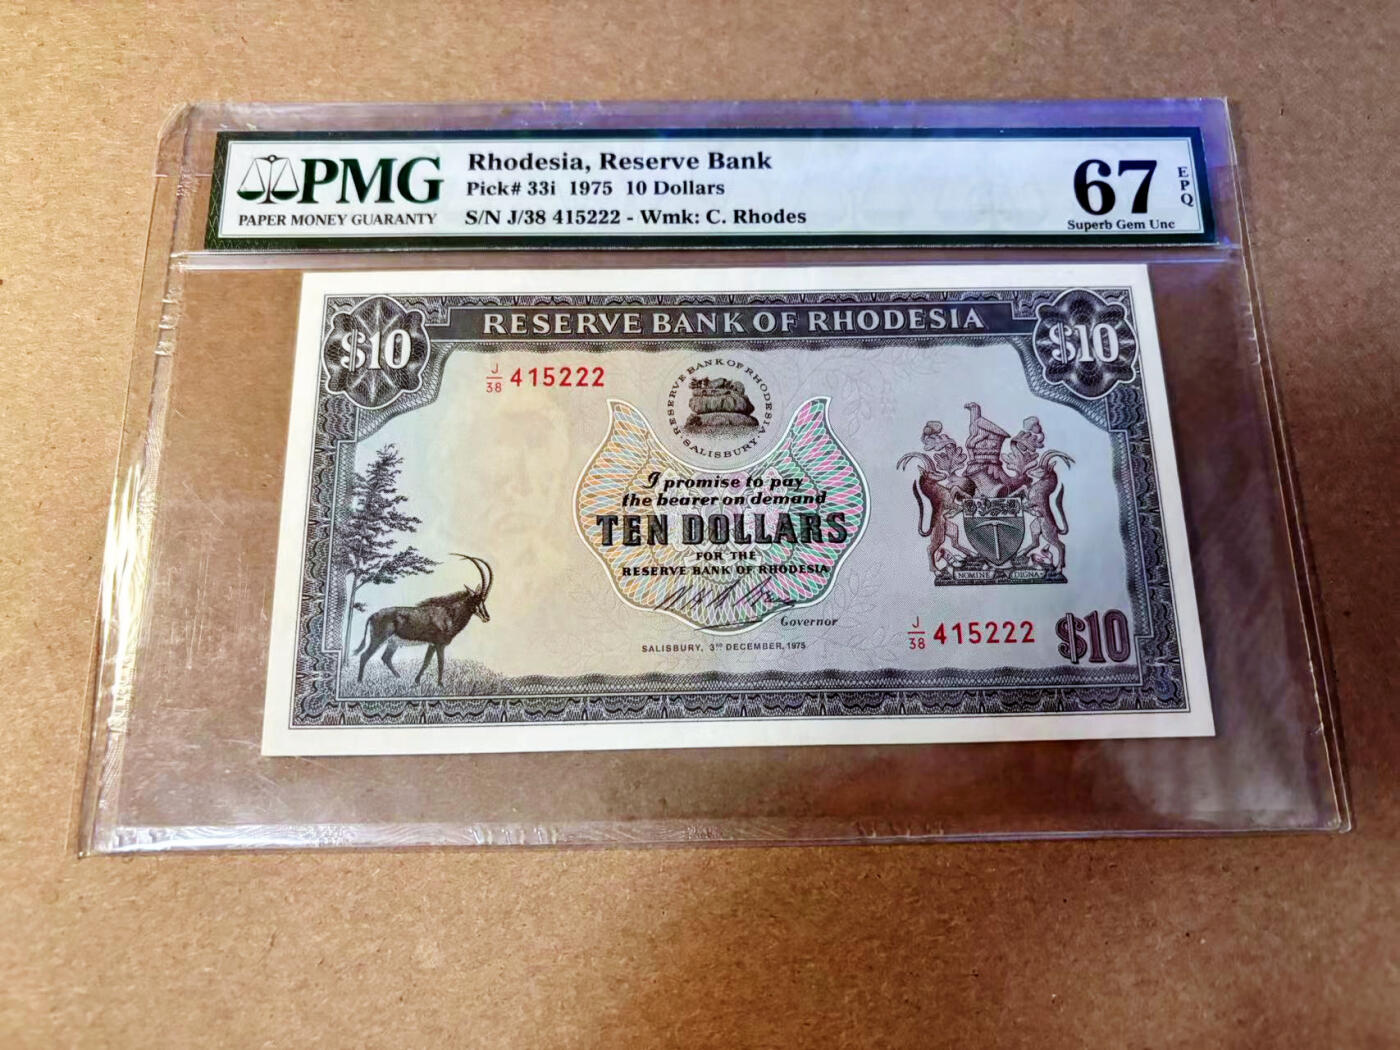 PMG
PAPER MONEY GUARANTY
Rhodesia, Reserve Bank
Pick# 33i 1975 10 Dollars
S/N J/38 415222 - Wmk: C. Rhodes
67
EPQ
Superb Gem Unc
RESERVE BANK OF RHODESIA
$10
$10
J/38 415222
RESERVE BANK OF RHODESIA
SALISBURY
I promise to pay
the bearer on demand
TEN DOLLARS
FOR THE
RESERVE BANK OF RHODESIA
Governor
SALISBURY, 3RD DECEMBER, 1975
NOMINE DIGNA
J/38 415222
$10